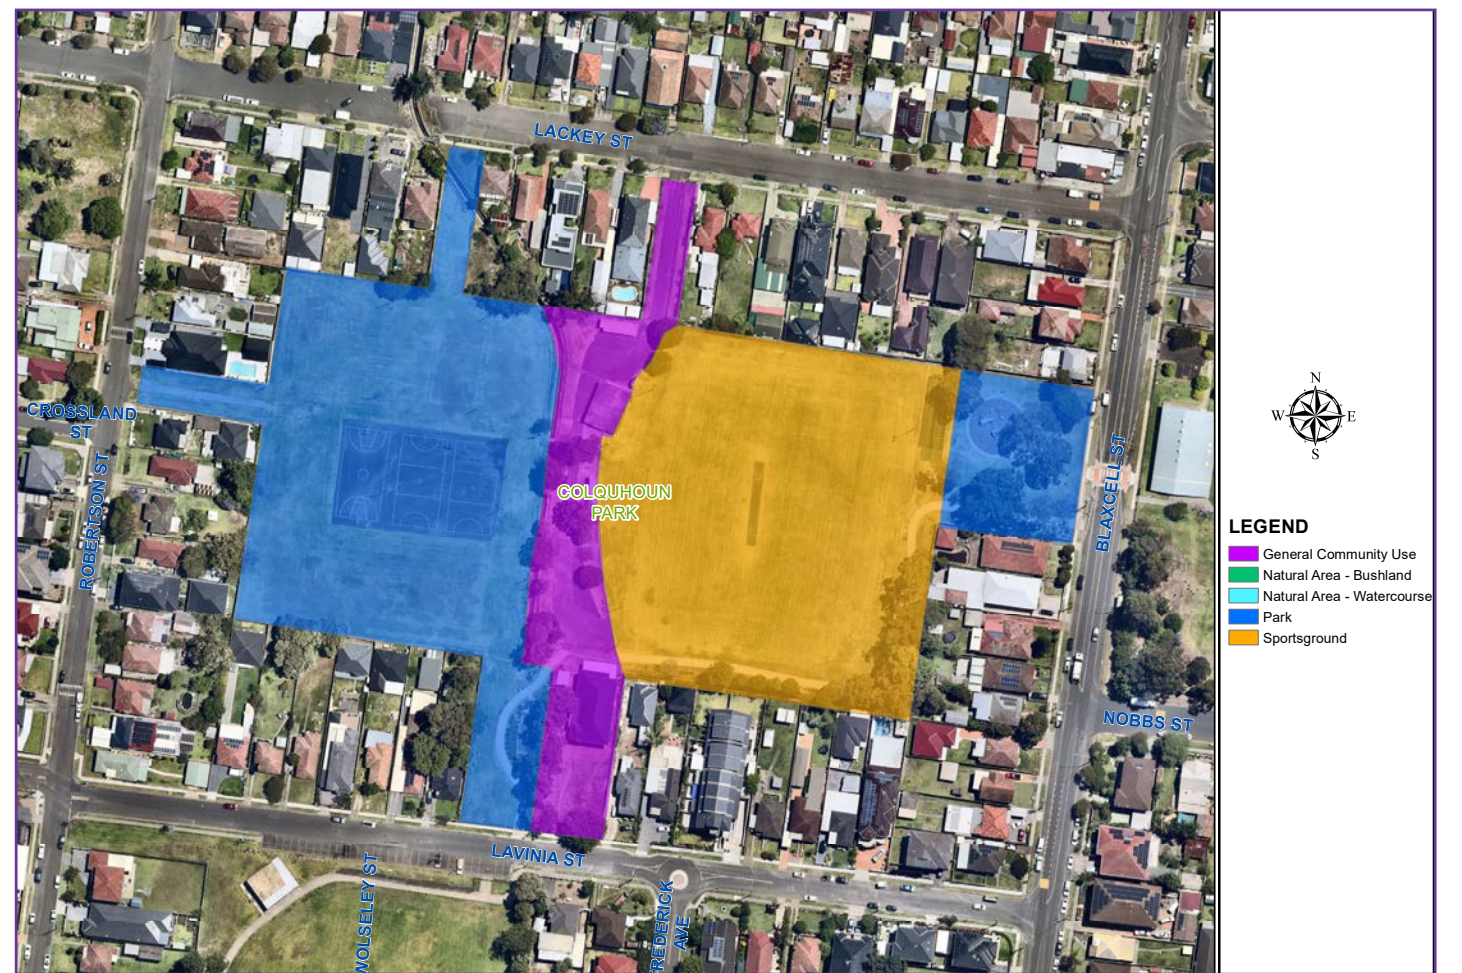 LACKEY ST
CROSSLAND
ST
ROBERTSON ST
COLQUHOUN
PARK
BLAXCELL ST
NOBBS ST
LAVINIA ST
WOLSELEY ST
FREDERICK
AVE
N
W
E
S
LEGEND
General Community Use
Natural Area - Bushland
Natural Area - Watercourse
Park
Sportsground